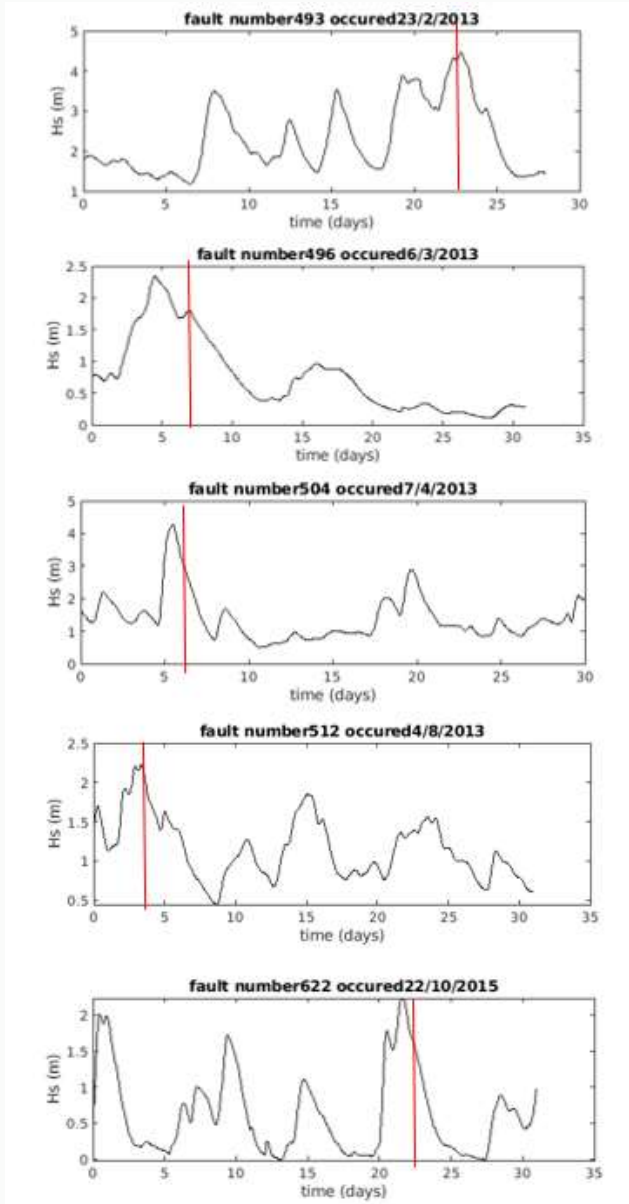 fault number493 occured23/2/2013
5
4
3
2
1
Hs (m)
0 5 10 15 20 25 30
time (days)
fault number496 occured6/3/2013
2.5
2
1.5
1
0.5
0
Hs (m)
0 5 10 15 20 25 30 35
time (days)
fault number504 occured7/4/2013
5
4
3
2
1
0
Hs (m)
0 5 10 15 20 25 30
time (days)
fault number512 occured4/8/2013
2.5
2
1.5
1
0.5
Hs (m)
0 5 10 15 20 25 30 35
time (days)
fault number622 occured22/10/2015
2
1.5
1
0.5
0
Hs (m)
0 5 10 15 20 25 30 35
time (days)